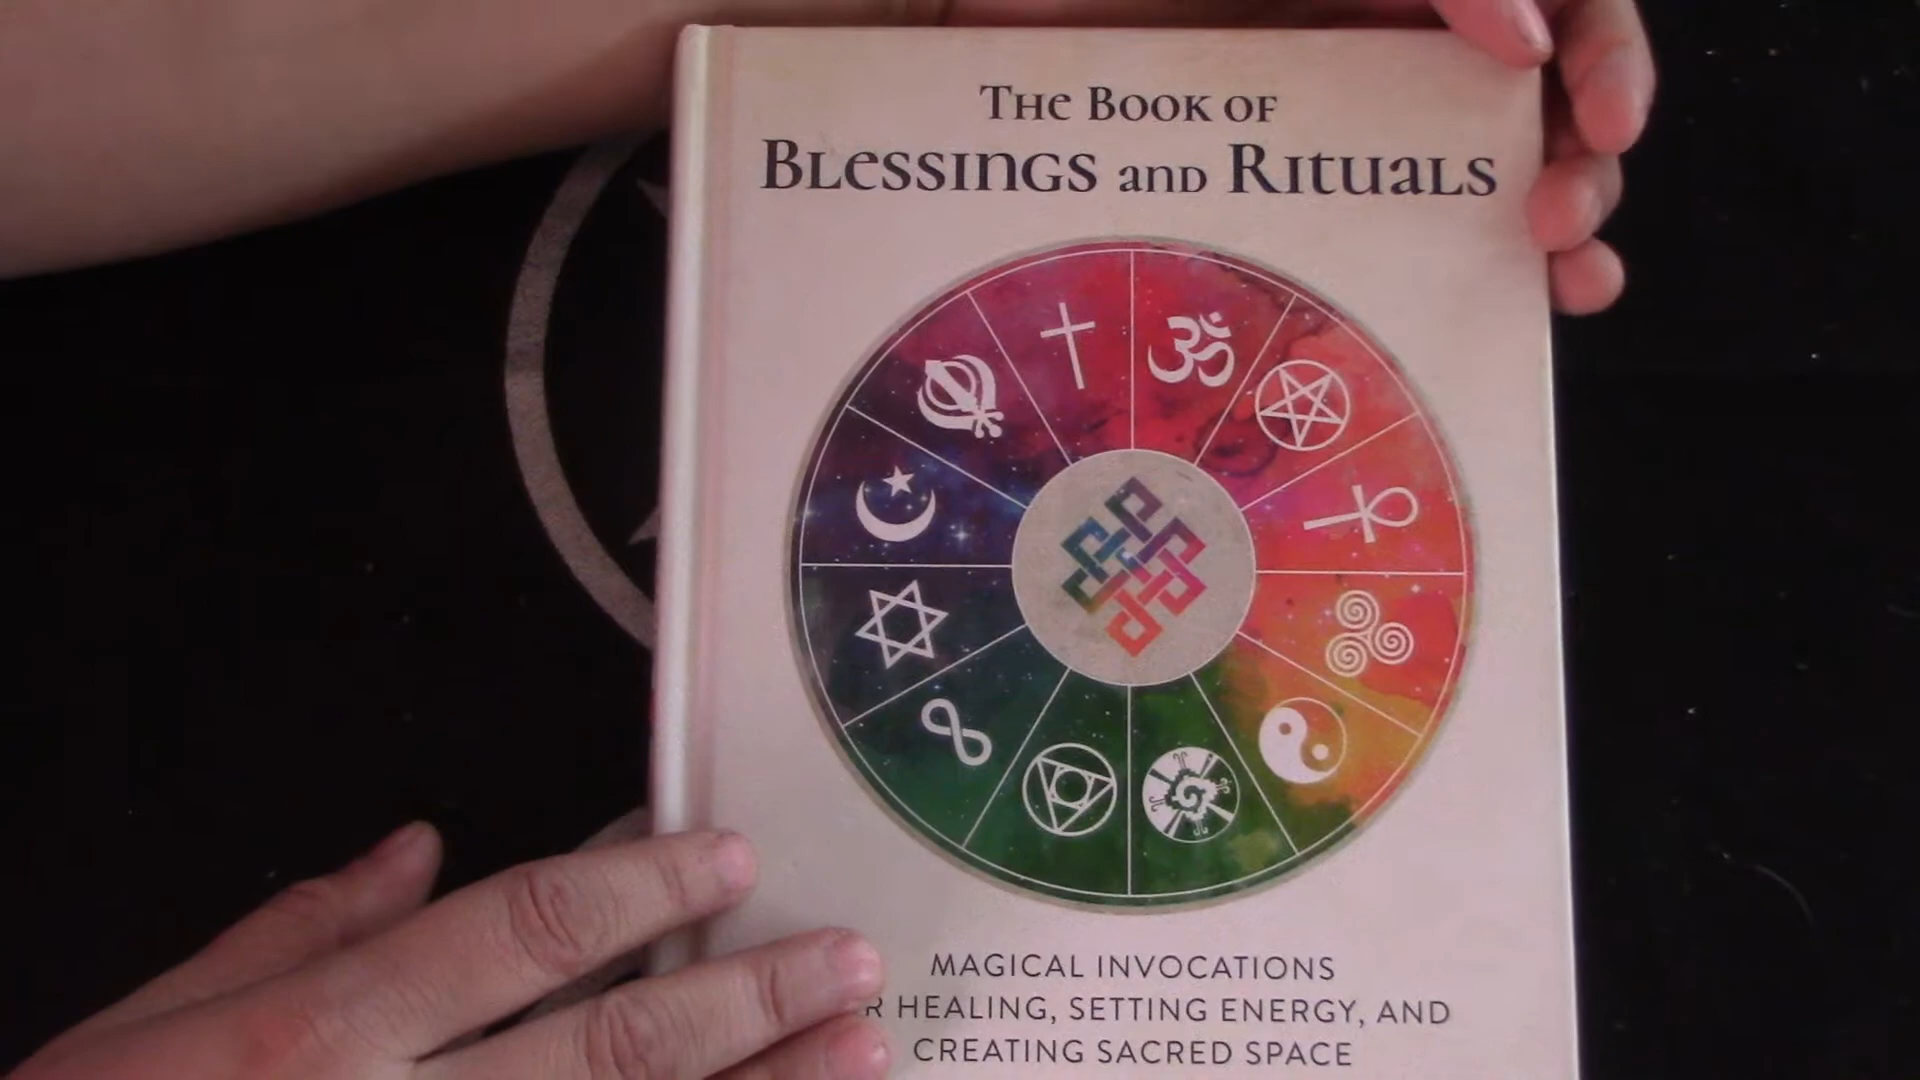 The Book of
Blessings and Rituals
MAGICAL INVOCATIONS
HEALING, SETTING ENERGY, AND
CREATING SACRED SPACE